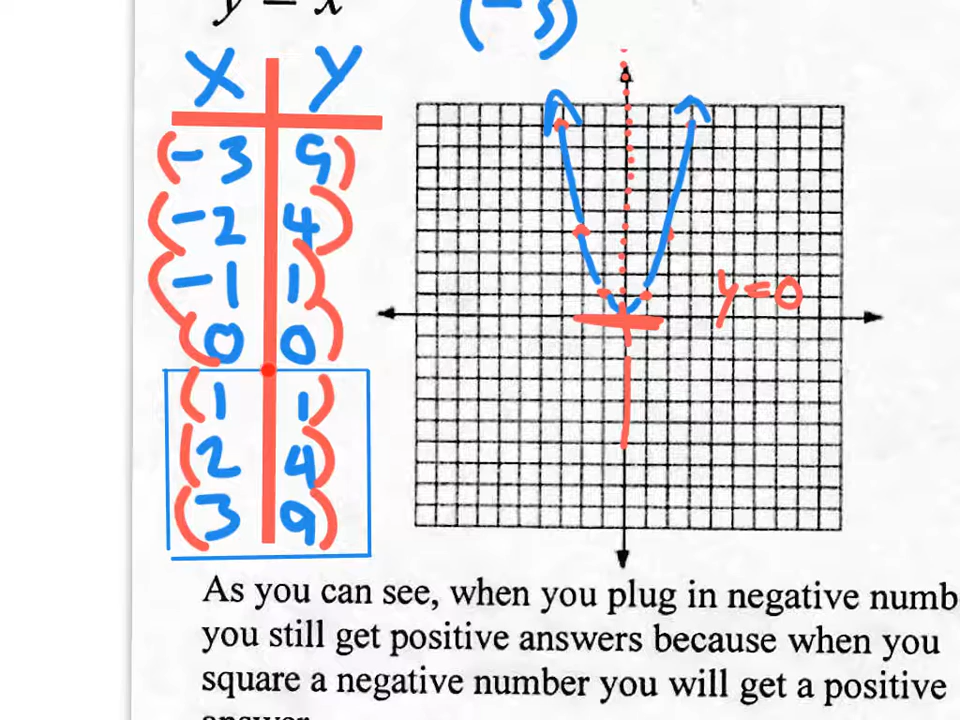 y = x
(-3)
X Y
(-3 9)
(-2 4)
(-1 1)
(0 0)
(1 1)
(2 4)
(3 9)
y=0
As you can see, when you plug in negative numb
you still get positive answers because when you
square a negative number you will get a positive
answer